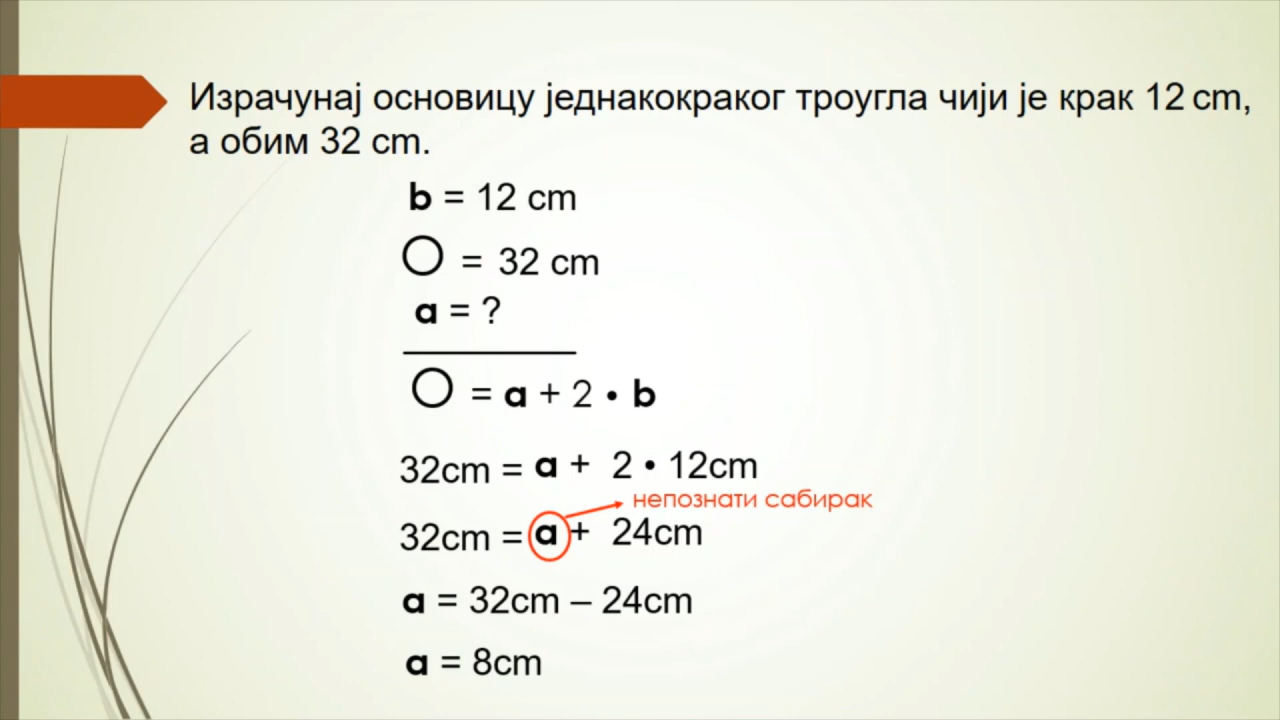 Израчунај основицу једнакокраког троугла чији је крак 12 cm,
а обим 32 cm.
b = 12 cm
O = 32 cm
a = ?
O = a + 2 • b
32cm = a + 2 • 12cm
непознати сабирак
32cm = a + 24cm
a = 32cm – 24cm
a = 8cm